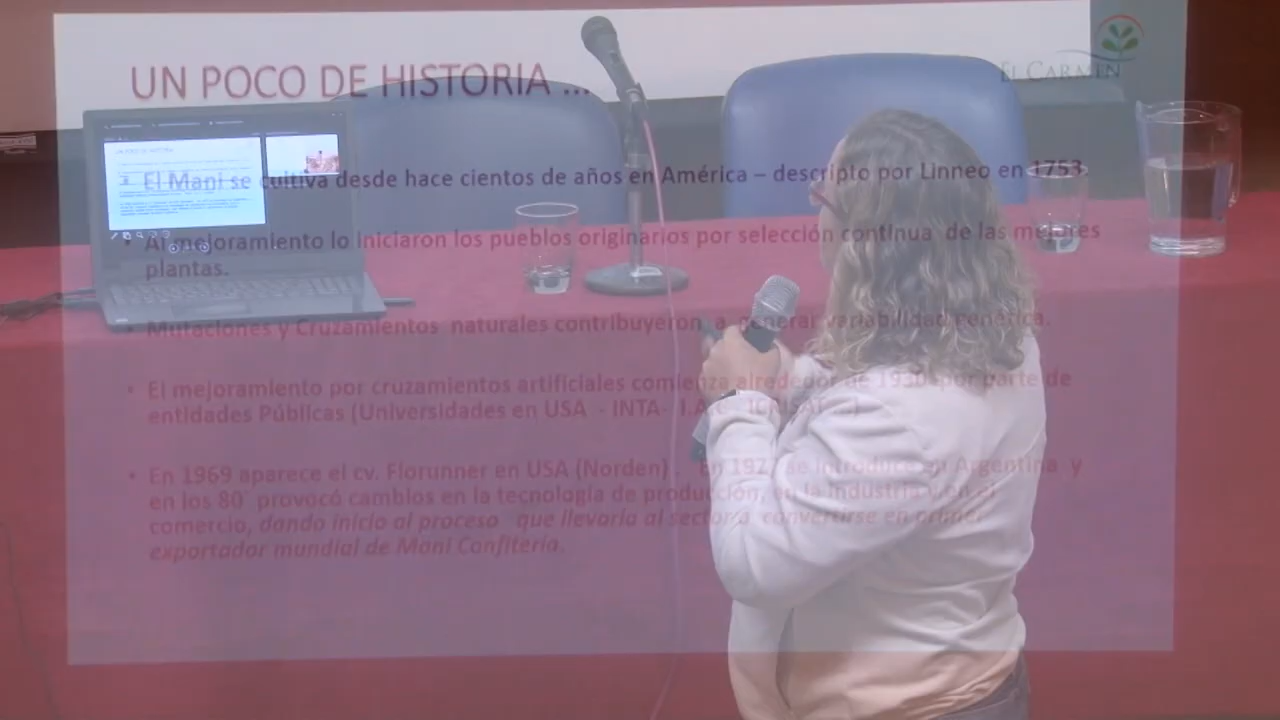 UN POCO DE HISTORIA ...
EL CARMEN
El Mani se cultiva desde hace cientos de años en América – descripto por Linneo en 1753
• Al mejoramiento lo iniciaron los pueblos originarios por selección continua de las mejores
plantas.
• Mutaciones y Cruzamientos naturales contribuyeron a generar variabilidad genérica.
• El mejoramiento por cruzamientos artificiales comienza alrededor de 1930 por parte de
entidades Públicas (Universidades en USA - INTA-
• En 1969 aparece el cv. Florunner en USA (Norden) . En se introduce en Argentina y
en los 80 provocó cambios en la tecnología de producción, en la industria y en el
comercio, dando inicio al proceso que llevaría al sector a convertirse en primer
exportador mundial de Maní Confitería.